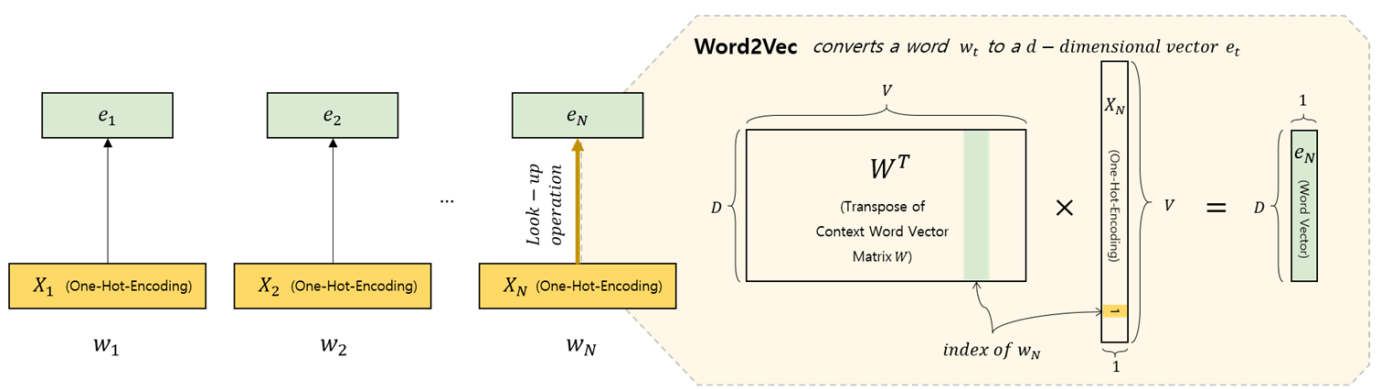 Word2Vec converts a word w_t to a d − dimensional vector e_t
e_1
e_2
e_N
Look − up
operation
...
X_1 (One-Hot-Encoding)
X_2 (One-Hot-Encoding)
X_N (One-Hot-Encoding)
w_1
w_2
w_N
V
D
W^T
(Transpose of
Context Word Vector
Matrix W)
×
X_N
(One-Hot-Encoding)
1
V
1
=
D
1
e_N
(Word Vector)
index of w_N